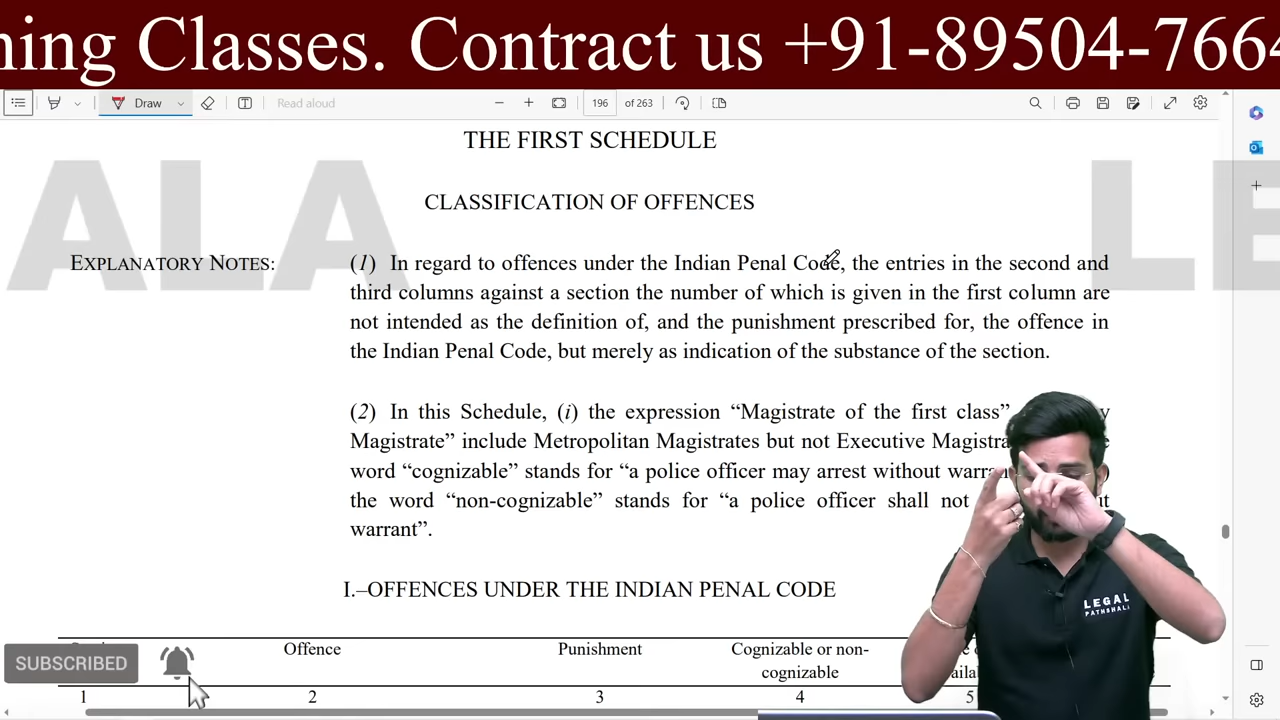 ning Classes. Contract us +91-89504-7664
Draw
Read aloud
196 of 263
THE FIRST SCHEDULE
ALA LE
CLASSIFICATION OF OFFENCES
EXPLANATORY NOTES:
(1) In regard to offences under the Indian Penal Code, the entries in the second and
third columns against a section the number of which is given in the first column are
not intended as the definition of, and the punishment prescribed for, the offence in
the Indian Penal Code, but merely as indication of the substance of the section.
(2) In this Schedule, (i) the expression “Magistrate of the first class”
Magistrate” include Metropolitan Magistrates but not Executive
word “cognizable” stands for “a police officer may arrest without
the word “non-cognizable” stands for “a police officer shall not
warrant”.
I.–OFFENCES UNDER THE INDIAN PENAL CODE
Offence Punishment Cognizable or non-
cognizable
1 2 3 4 5
SUBSCRIBED
LEGAL
PATHSHALA